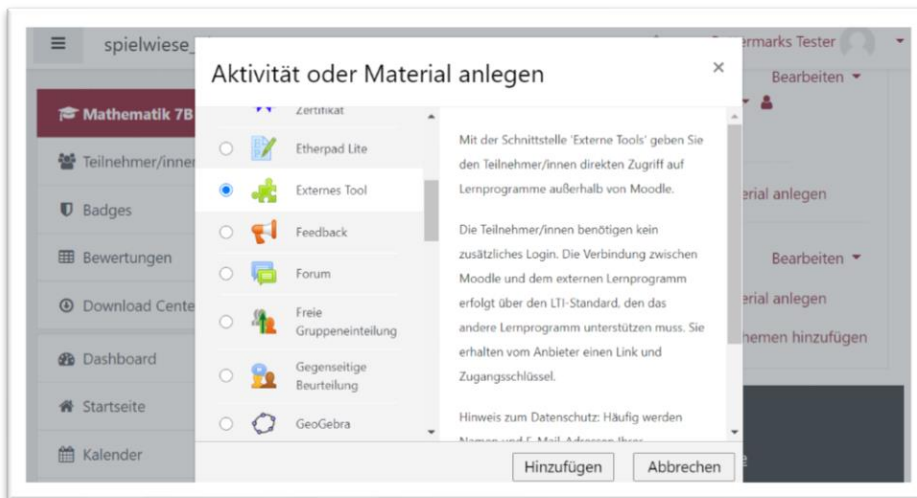 spielwiese_
ermarks Tester
Aktivität oder Material anlegen
×
Bearbeiten
Mathematik 7B
Teilnehmer/innen
Badges
Bewertungen
Download Cente
Dashboard
Startseite
Kalender
Zertifikat
Etherpad Lite
Externes Tool
Feedback
Forum
Freie
Gruppeneinteilung
Gegenseitige
Beurteilung
GeoGebra
Mit der Schnittstelle 'Externe Tools' geben Sie
den Teilnehmer/innen direkten Zugriff auf
Lernprogramme außerhalb von Moodle.
Die Teilnehmer/innen benötigen kein
zusätzliches Login. Die Verbindung zwischen
Moodle und dem externen Lernprogramm
erfolgt über den LTI-Standard, den das
andere Lernprogramm unterstützen muss. Sie
erhalten vom Anbieter einen Link und
Zugangsschlüssel.
Hinweis zum Datenschutz: Häufig werden
Namen und E-Mail-Adressen Ihrer
erial anlegen
Bearbeiten
erial anlegen
hemen hinzufügen
Hinzufügen
Abbrechen